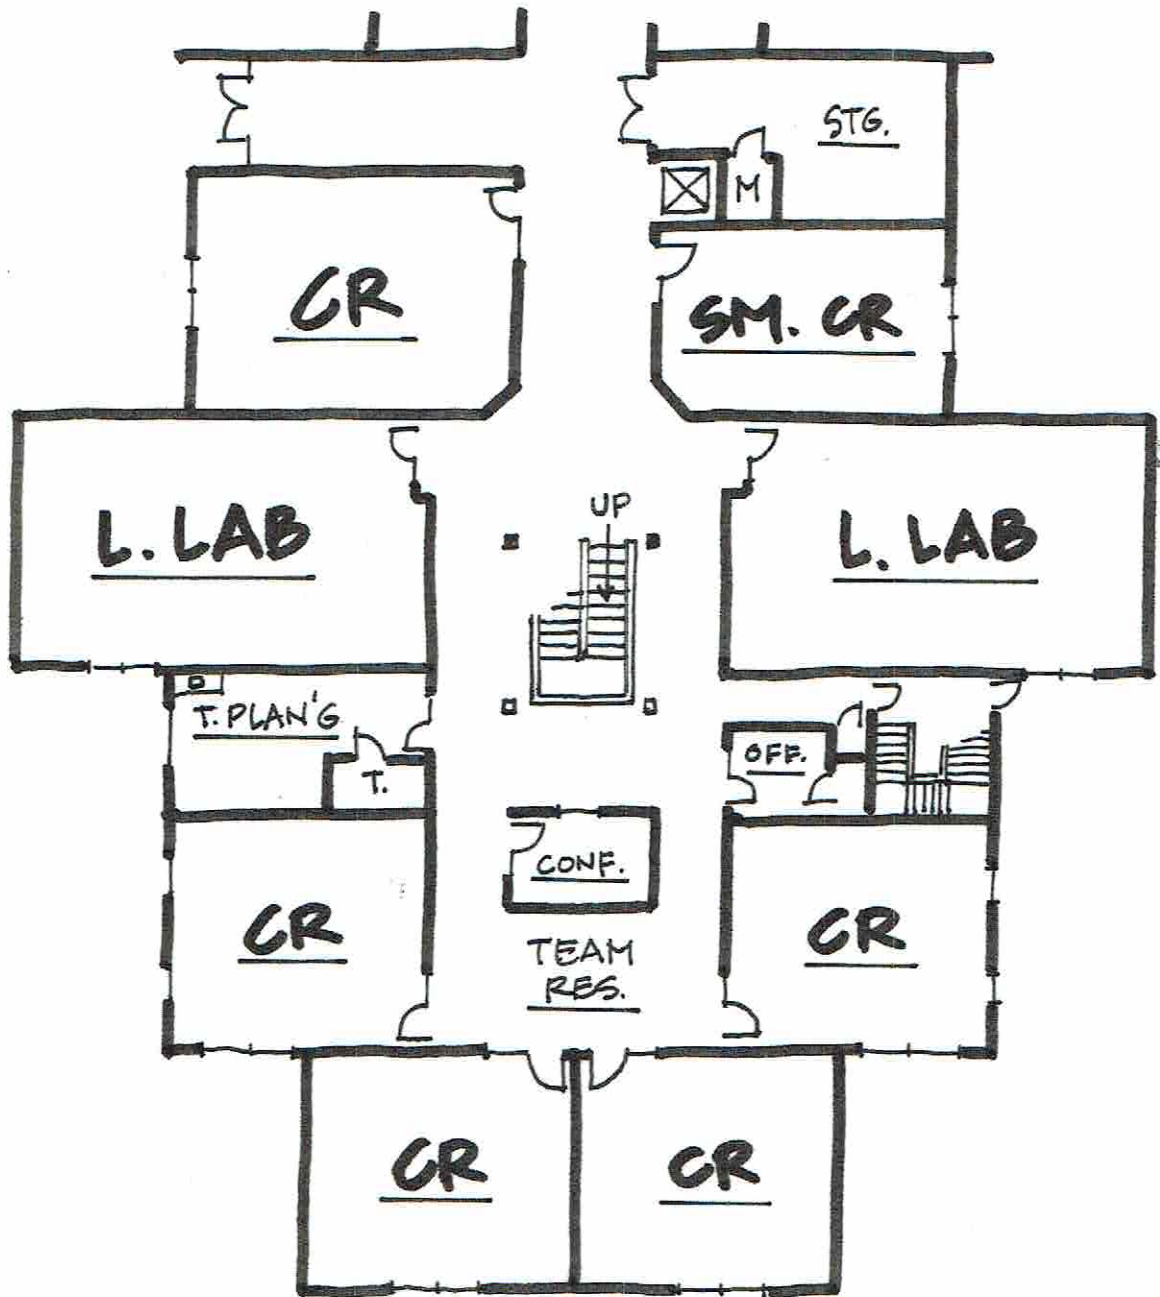 STG.
M
CR
SM. CR
UP
L. LAB
L. LAB
T. PLAN'G
OFF.
T.
CONF.
CR
TEAM
RES.
CR
CR
CR